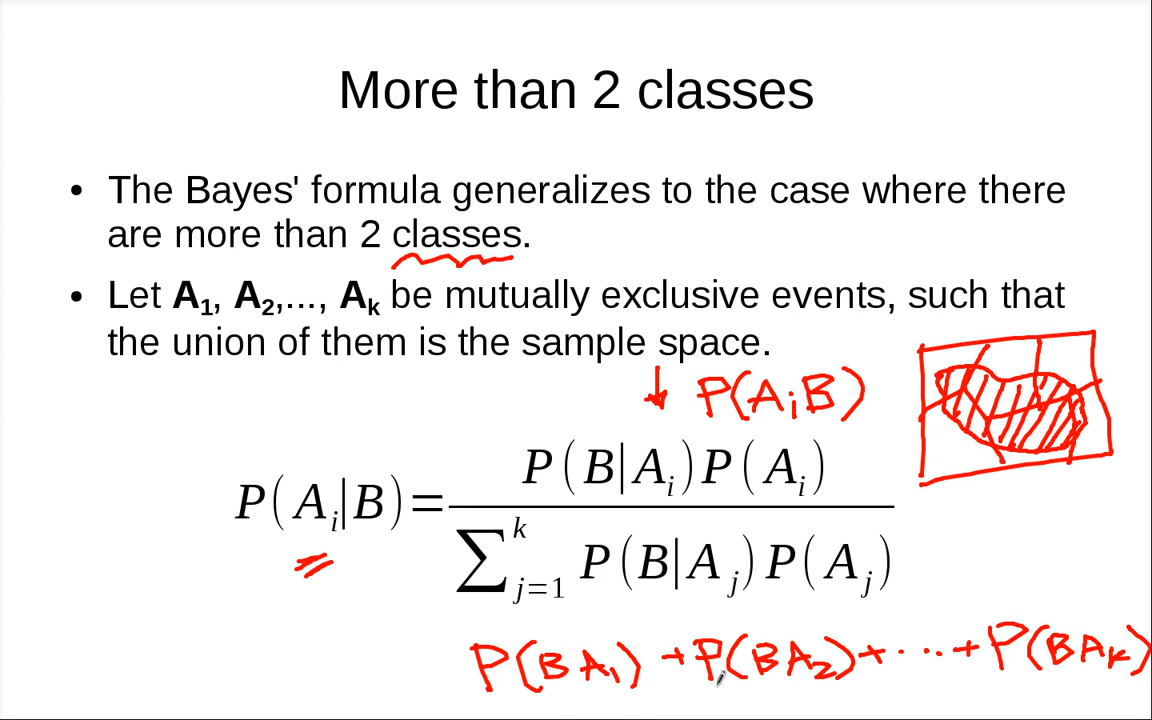 More than 2 classes
• The Bayes' formula generalizes to the case where there
are more than 2 classes.
• Let A₁, A₂,..., Aₖ be mutually exclusive events, such that
the union of them is the sample space.
↓ P(AᵢB)
P(Aᵢ|B)=
P(B|Aᵢ)P(Aᵢ)
∑ᵏⱼ₌₁ P(B|Aⱼ)P(Aⱼ)
P(BA₁) + P(BA₂) + ... + P(BAₖ)